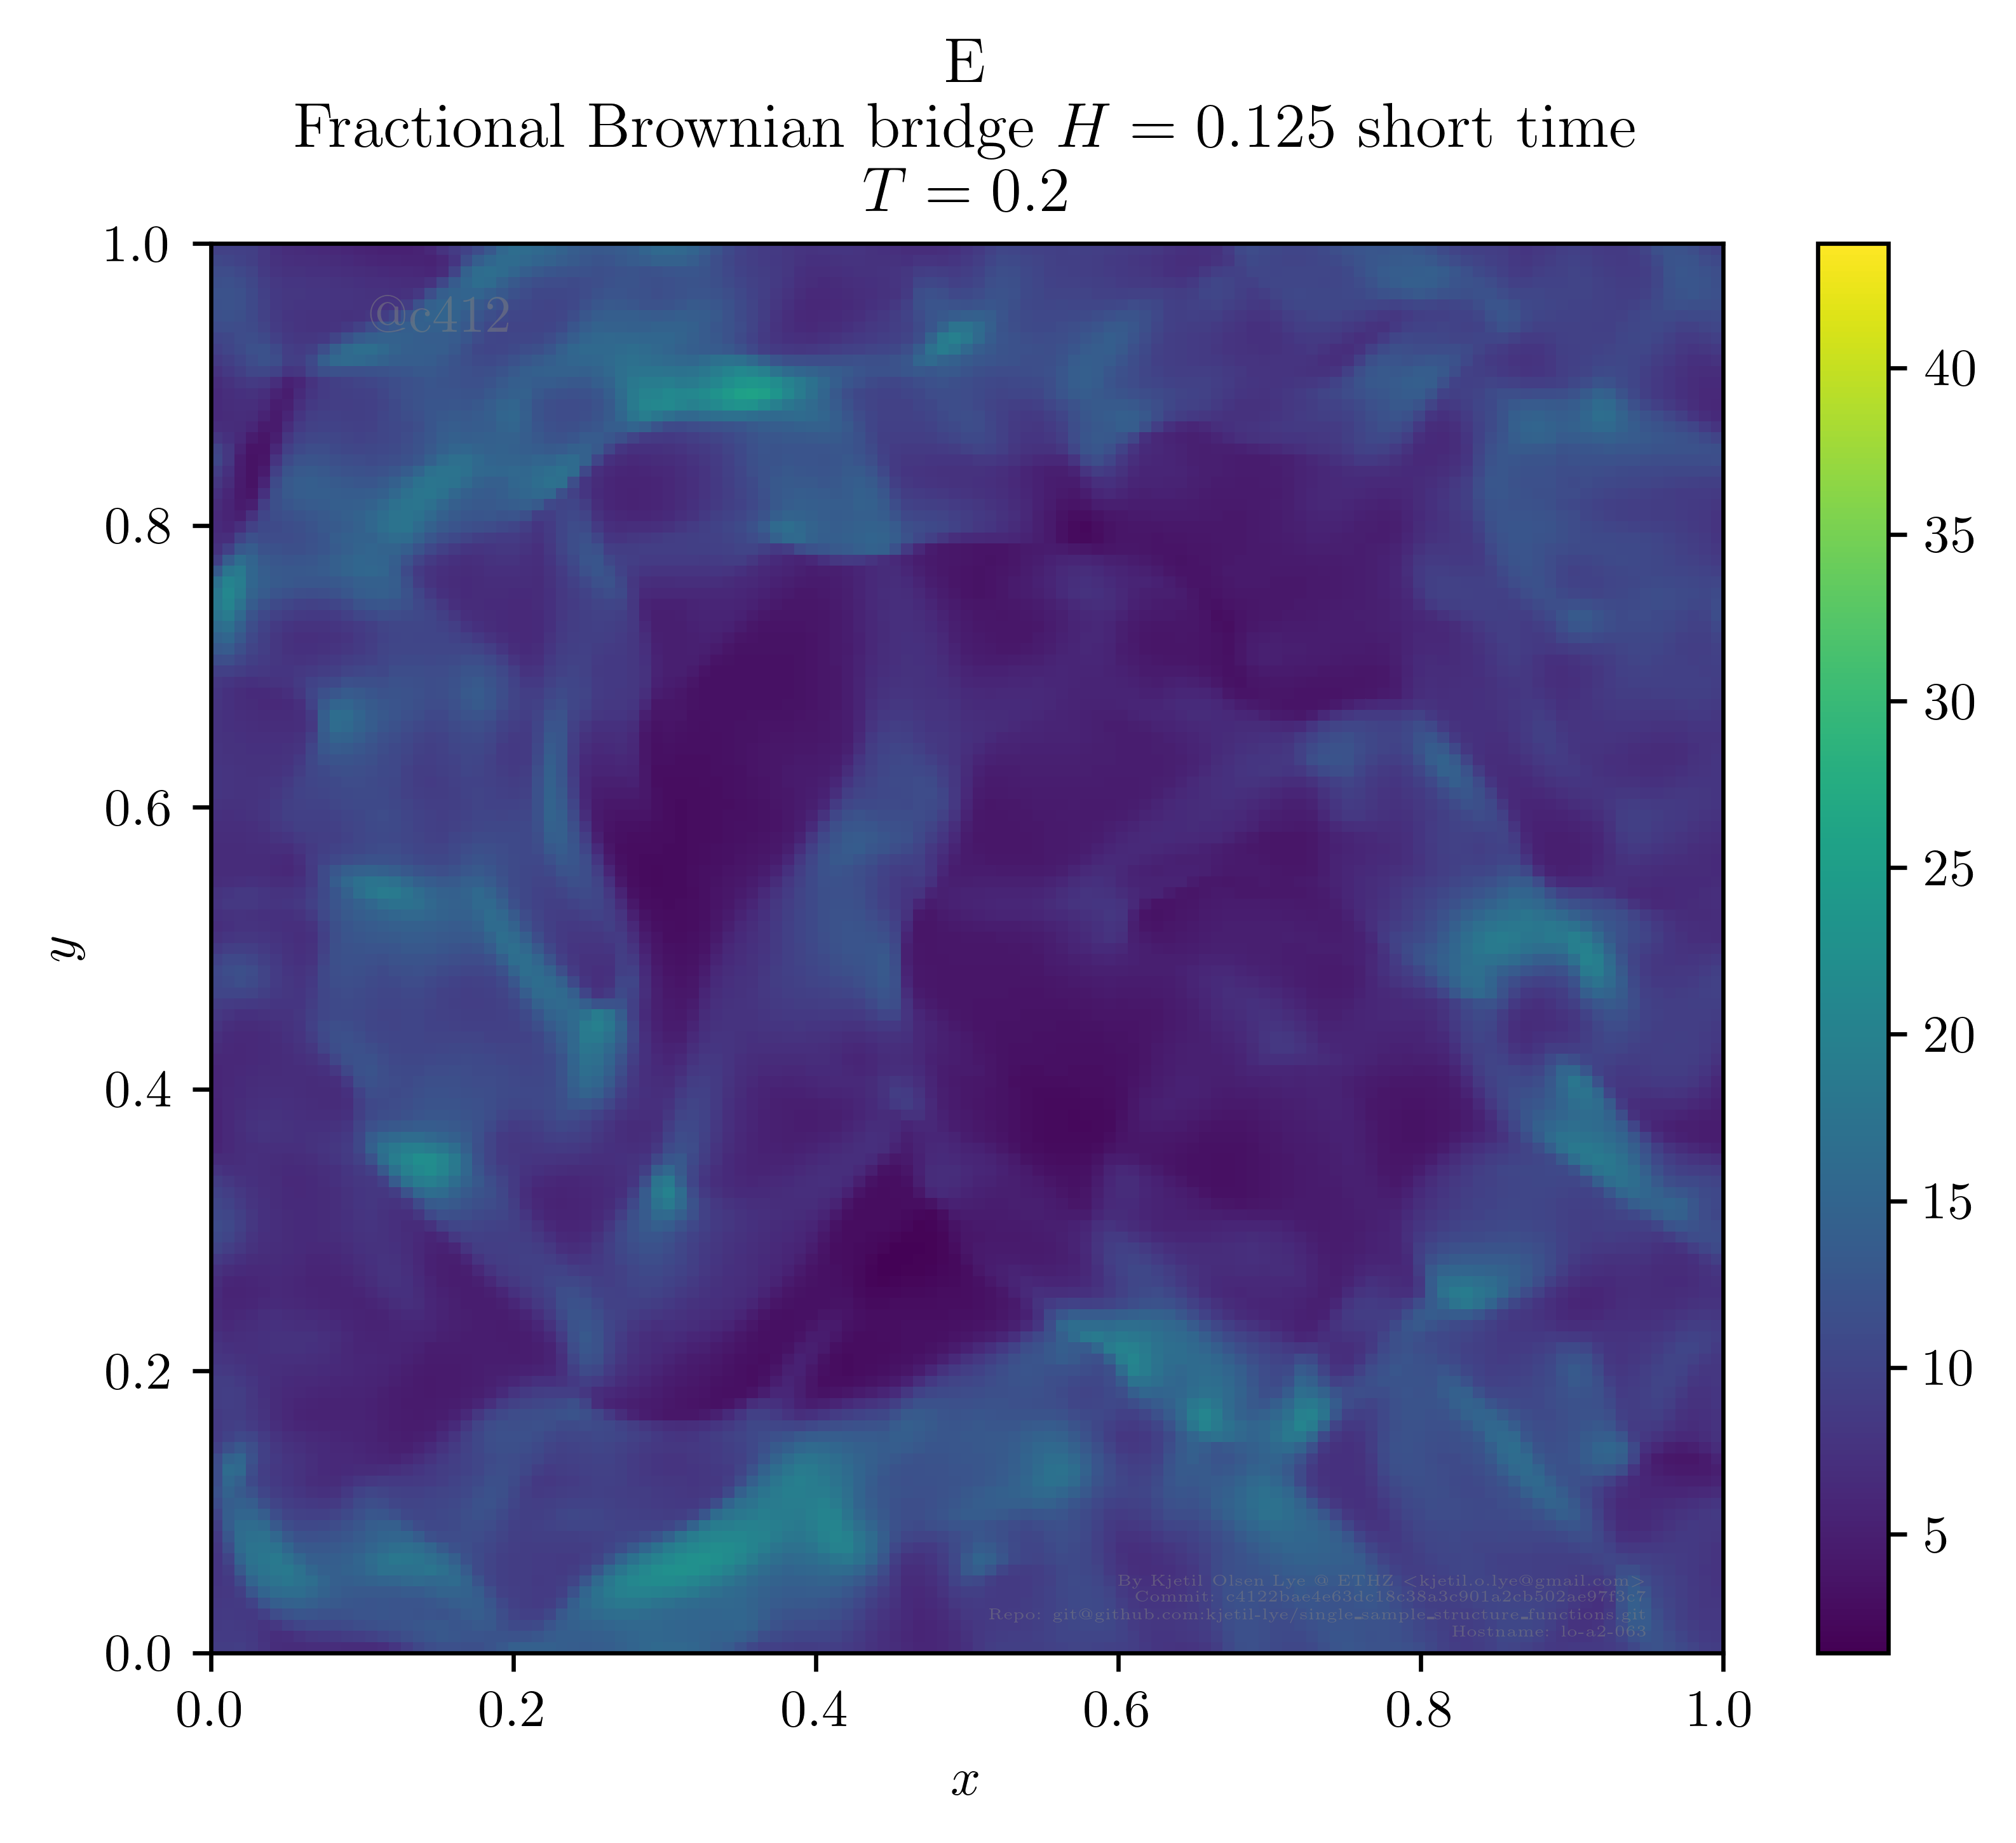 E
Fractional Brownian bridge H = 0.125 short time
T = 0.2
1.0
0.8
0.6
0.4
0.2
0.0
y
0.0 0.2 0.4 0.6 0.8 1.0
x
40
35
30
25
20
15
10
5
@c412
By Kjetil Olsen Lye @ ETHZ <kjetil.o.lye@gmail.com>
Commit: c4122bae4e63dc18c38a3c901a2cb502ae97f3c7
Repo: git@github.com:kjetil-lye/single_sample_structure_functions.git
Hostname: lo-a2-063